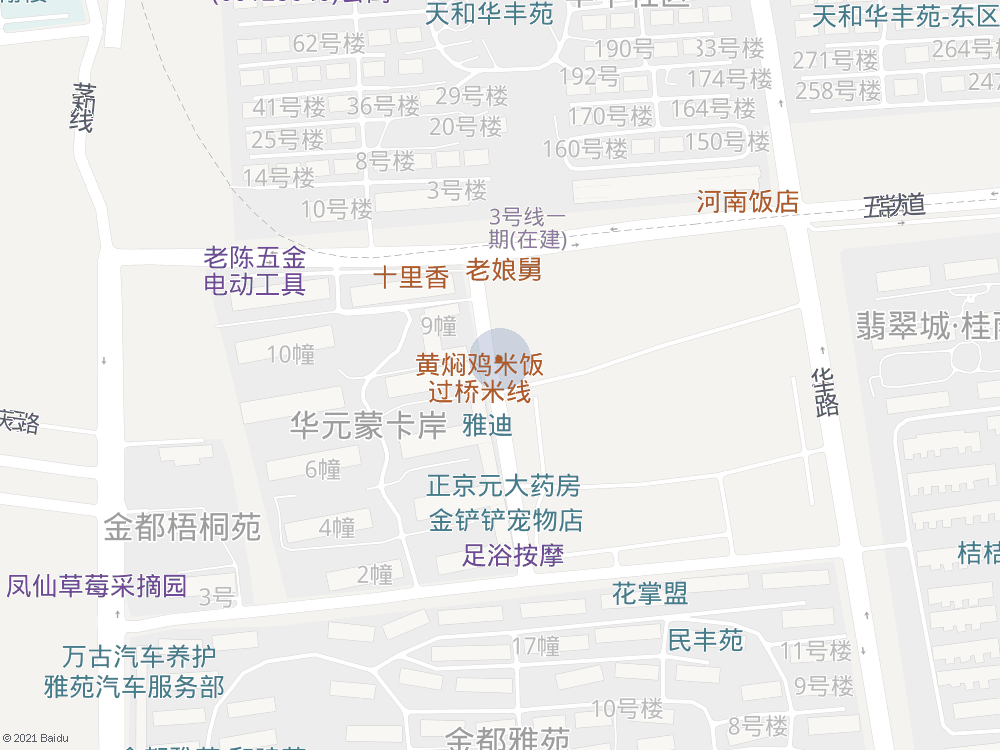 天和华丰苑
天和华丰苑-东区
62号楼
190号
83号楼
264号楼
271号楼
192号
174号楼
247
258号楼
茎和线
41号楼
36号楼
29号楼
170号楼
164号楼
25号楼
20号楼
160号楼
150号楼
8号楼
14号楼
3号楼
10号楼
河南饭店
3号线一
期(在建)
老陈五金
电动工具
十里香
老娘舅
9幢
10幢
翡翠城·桂南
黄焖鸡米饭
过桥米线
华丰路
华元蒙卡岸
雅迪
6幢
正京元大药房
4幢
金铲铲宠物店
金都梧桐苑
足浴按摩
桔桔
2幢
凤仙草莓采摘园
3号
花掌盟
17幢
民丰苑
11号楼
万古汽车养护
雅苑汽车服务部
9号楼
10号楼
8号楼
金都雅苑
© 2021 Baidu